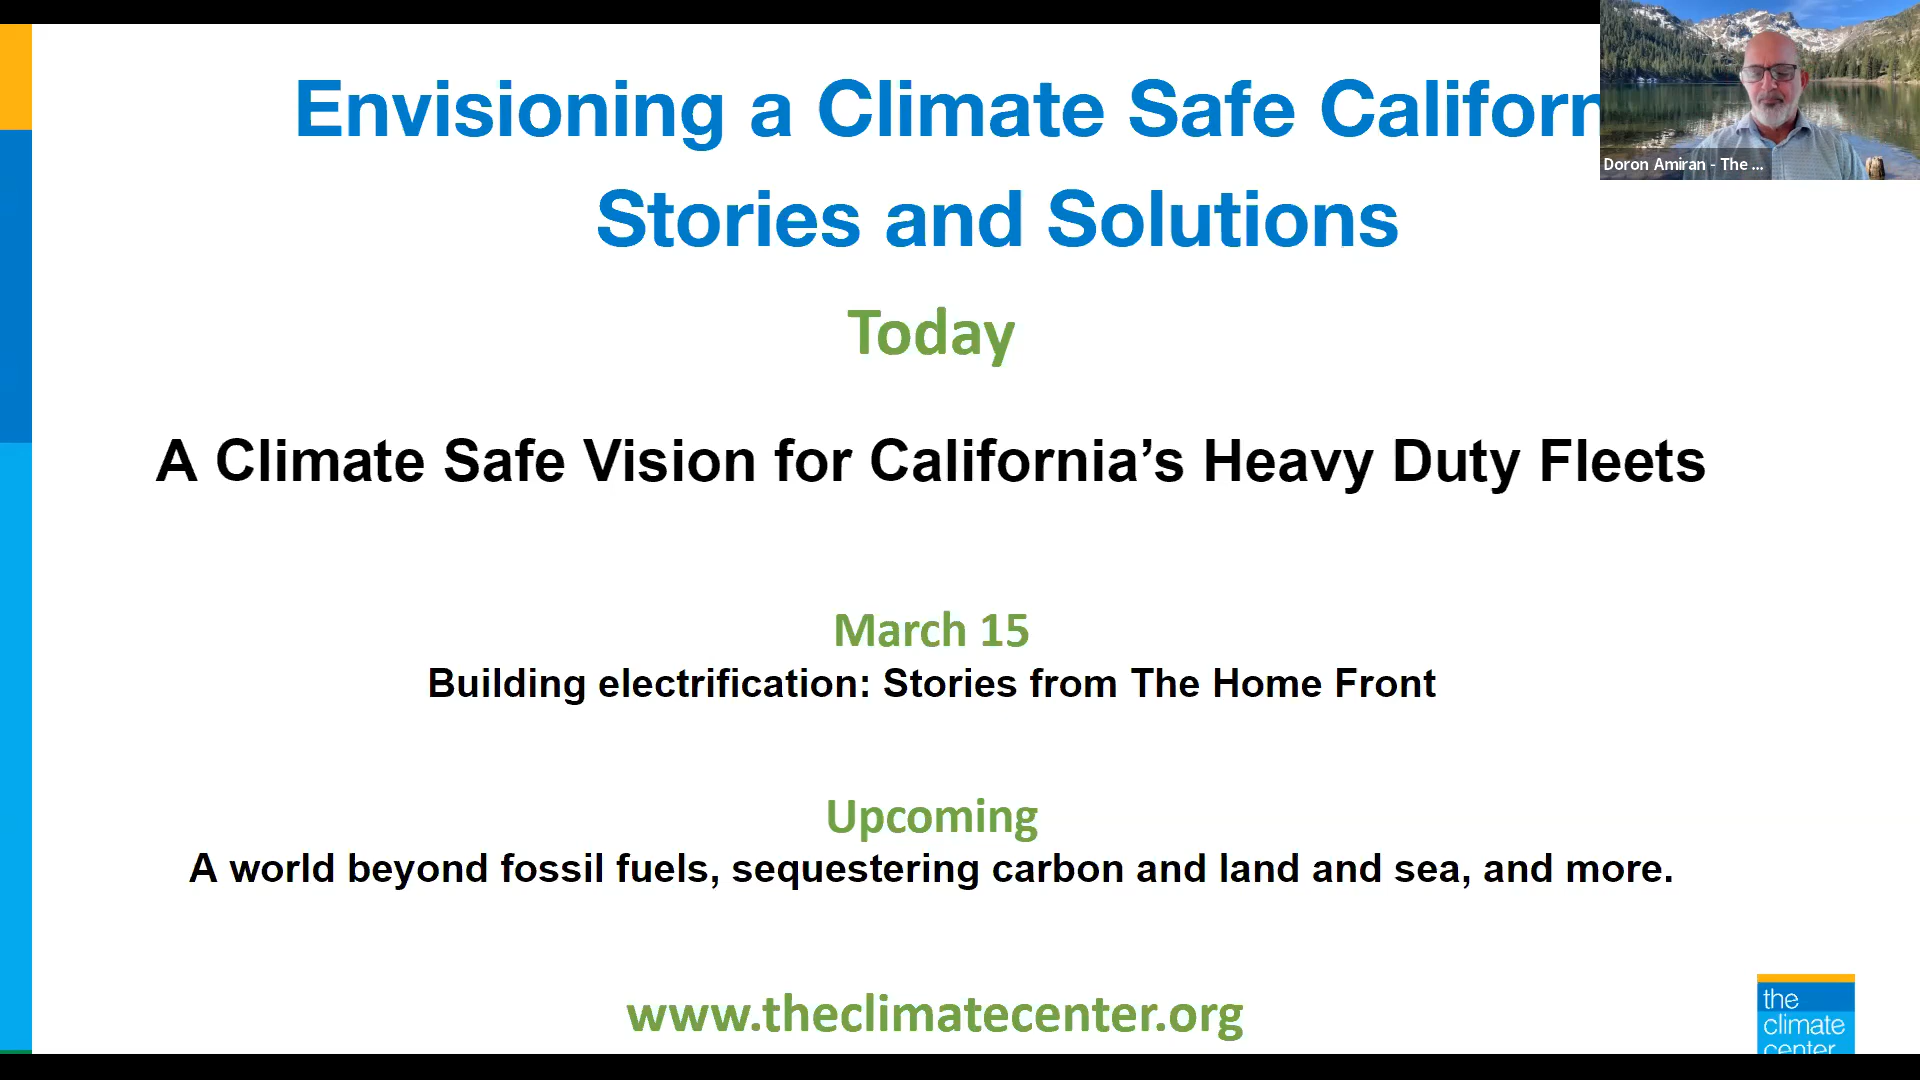 Envisioning a Climate Safe Californ
Stories and Solutions
Doron Amiran - The ...
Today
A Climate Safe Vision for California’s Heavy Duty Fleets
March 15
Building electrification: Stories from The Home Front
Upcoming
A world beyond fossil fuels, sequestering carbon and land and sea, and more.
www.theclimatecenter.org
the
climate
center